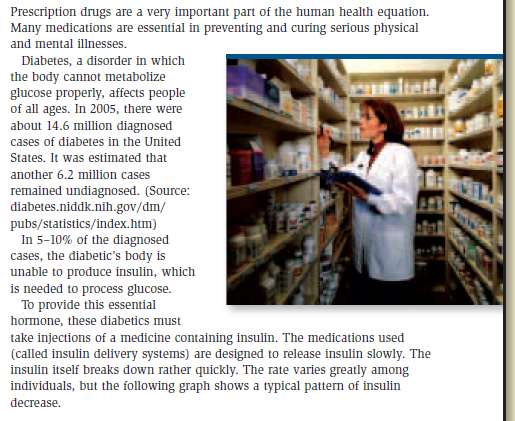 Prescription drugs are a very important part of the human health equation.
Many medications are essential in preventing and curing serious physical
and mental illnesses.
Diabetes, a disorder in which
the body cannot metabolize
glucose properly, affects people
of all ages. In 2005, there were
about 14.6 million diagnosed
cases of diabetes in the United
States. It was estimated that
another 6.2 million cases
remained undiagnosed. (Source:
diabetes.niddk.nih.gov/dm/
pubs/statistics/index.htm)
In 5–10% of the diagnosed
cases, the diabetic's body is
unable to produce insulin, which
is needed to process glucose.
To provide this essential
hormone, these diabetics must
take injections of a medicine containing insulin. The medications used
(called insulin delivery systems) are designed to release insulin slowly. The
insulin itself breaks down rather quickly. The rate varies greatly among
individuals, but the following graph shows a typical pattern of insulin
decrease.